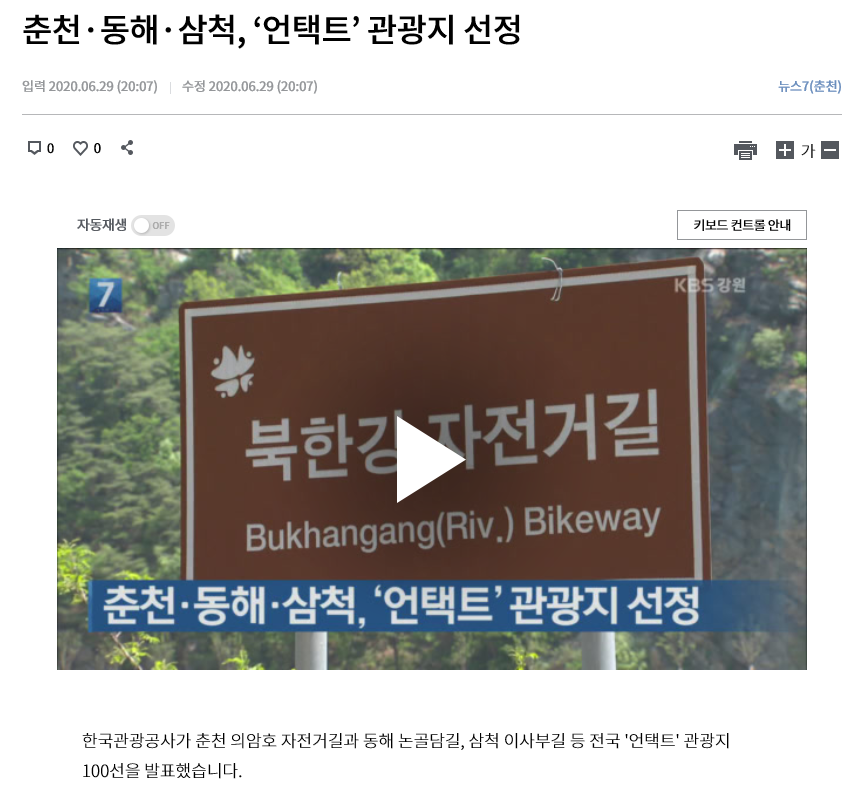 춘천·동해·삼척, ‘언택트’ 관광지 선정
입력 2020.06.29 (20:07) | 수정 2020.06.29 (20:07) 뉴스7(춘천)
0 0 가
자동재생 OFF 키보드 컨트롤 안내
7 KBS강원
북한강 자전거길
Bukhangang(Riv.) Bikeway
춘천·동해·삼척, ‘언택트’ 관광지 선정
한국관광공사가 춘천 의암호 자전거길과 동해 논골담길, 삼척 이사부길 등 전국 '언택트' 관광지
100선을 발표했습니다.